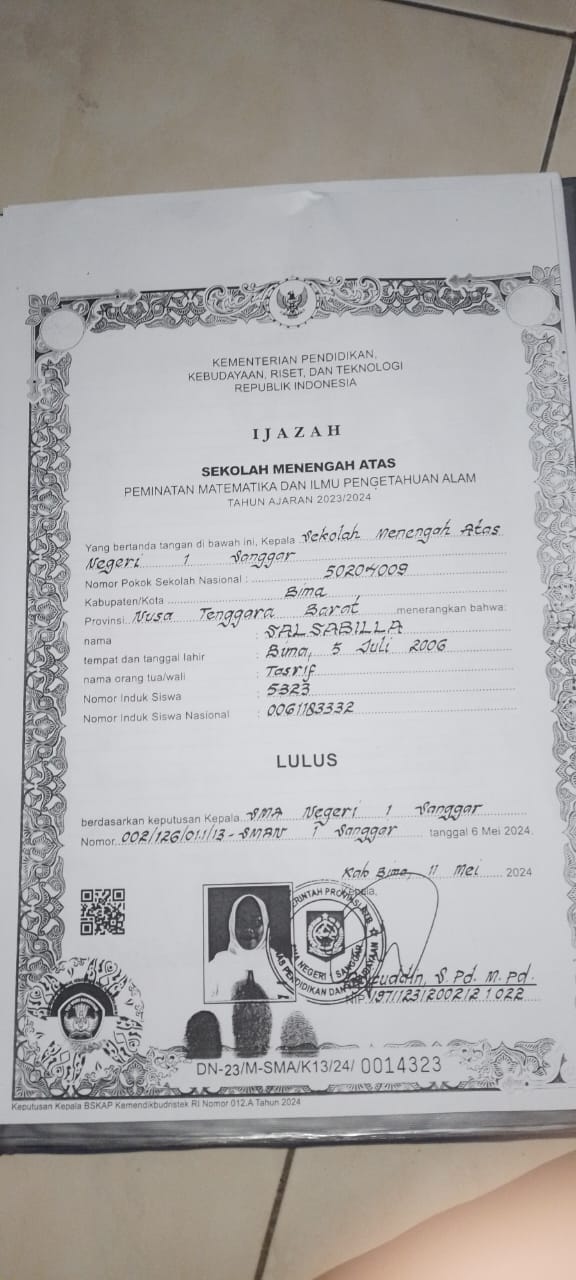 KEMENTERIAN PENDIDIKAN,
KEBUDAYAAN, RISET, DAN TEKNOLOGI
REPUBLIK INDONESIA
IJAZAH
SEKOLAH MENENGAH ATAS
PEMINATAN MATEMATIKA DAN ILMU PENGETAHUAN ALAM
TAHUN AJARAN 2023/2024
Yang bertanda tangan di bawah ini, Kepala Sekolah Menengah Atas
Negeri 1 Sanggar
Nomor Pokok Sekolah Nasional : 50204009
Kabupaten/Kota Bima
Provinsi Nusa Tenggara Barat menerangkan bahwa:
nama : SALSABILLA
tempat dan tanggal lahir : Bima, 5 Juli 2006
nama orang tua/wali : Tasrif
Nomor Induk Siswa : 5323
Nomor Induk Siswa Nasional : 0061183332
LULUS
berdasarkan keputusan Kepala SMA Negeri 1 Sanggar
Nomor 002/126/01.1/13-SMAN 1 Sanggar tanggal 6 Mei 2024.
Kab Bima, 11 Mei 2024
Kepala,
S. Pd. M. Pd.
NIP 197112312002121022
DN-23/M-SMA/K13/24/ 0014323
Keputusan Kepala BSKAP Kemendikbudristek RI Nomor 012.A Tahun 2024